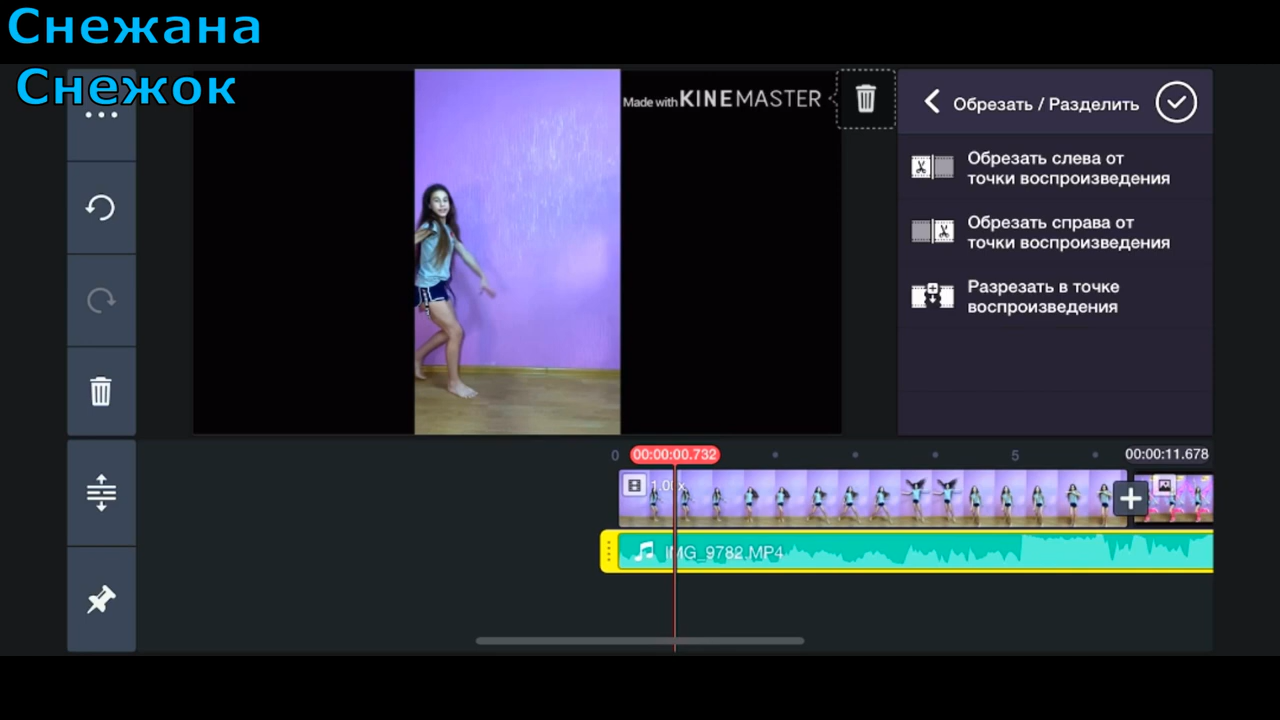 Снежана
Снежок
Made with KINEMASTER
Обрезать / Разделить
Обрезать слева от
точки воспроизведения
Обрезать справа от
точки воспроизведения
Разрезать в точке
воспроизведения
0
00:00:00.732
5
00:00:11.678
1.00x
IMG_9782.MP4